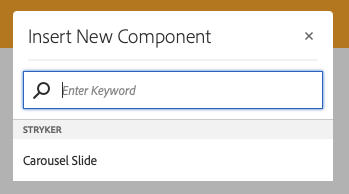 Insert New Component
Enter Keyword
STRYKER
Carousel Slide